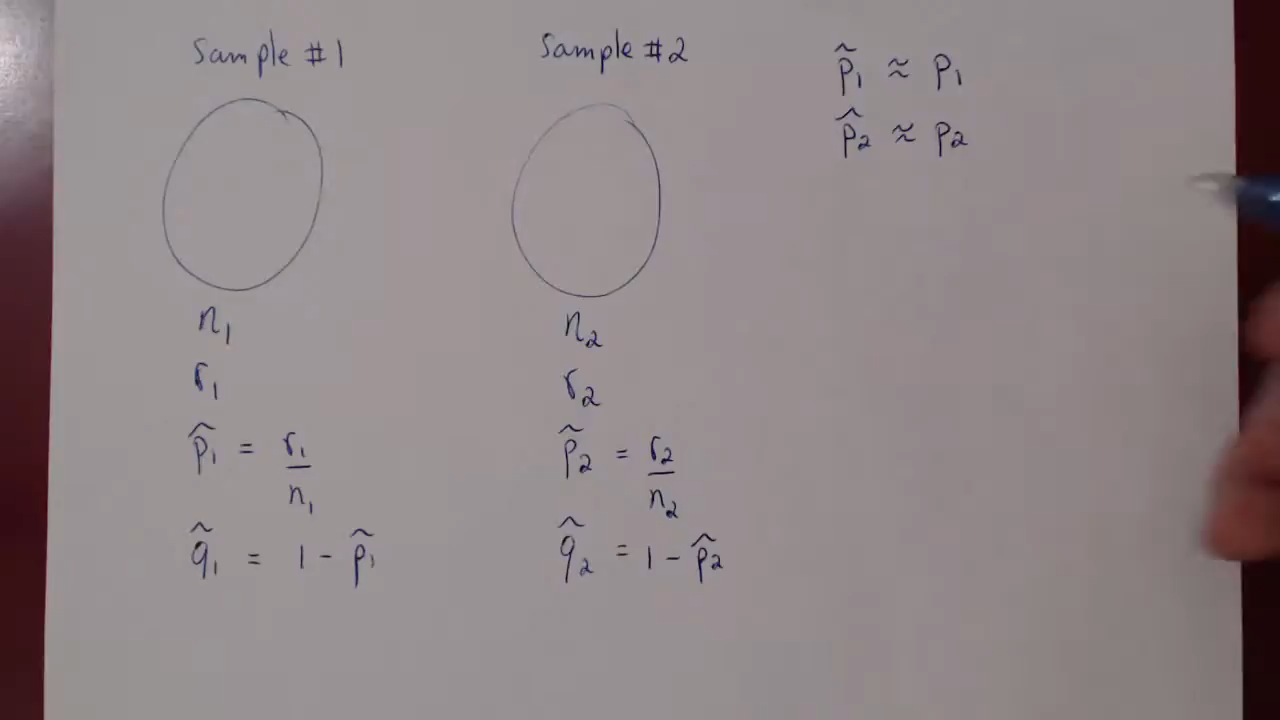 Sample #1
n₁
r₁
p̂₁ = r₁/n₁
q̂₁ = 1 - p̂₁
Sample #2
n₂
r₂
p̂₂ = r₂/n₂
q̂₂ = 1 - p̂₂
p̂₁ ≈ p₁
p̂₂ ≈ p₂